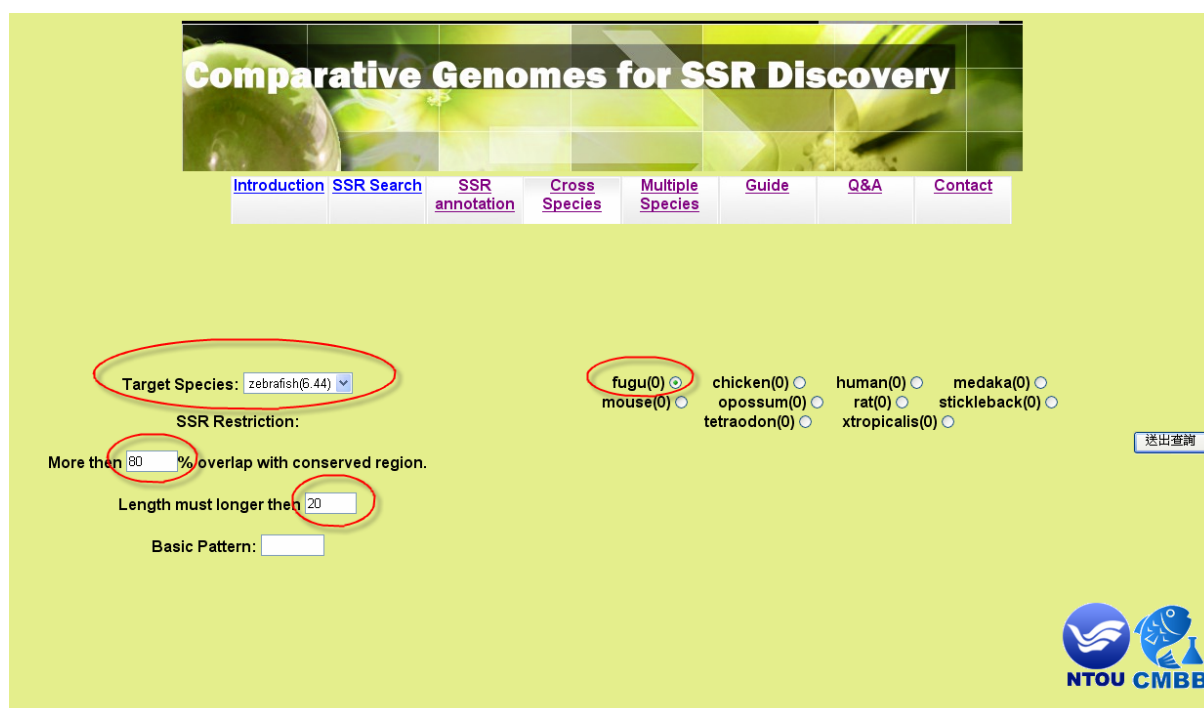 Comparative Genomes for SSR Discovery
Introduction SSR Search SSR annotation Cross Species Multiple Species Guide Q&A Contact
Target Species: zebrafish(6.44)
SSR Restriction:
More then 80 % overlap with conserved region.
Length must longer then 20
Basic Pattern:
fugu(0) chicken(0) human(0) medaka(0)
mouse(0) opossum(0) rat(0) stickleback(0)
tetraodon(0) xtropicalis(0)
送出查詢
NTOU CMBB